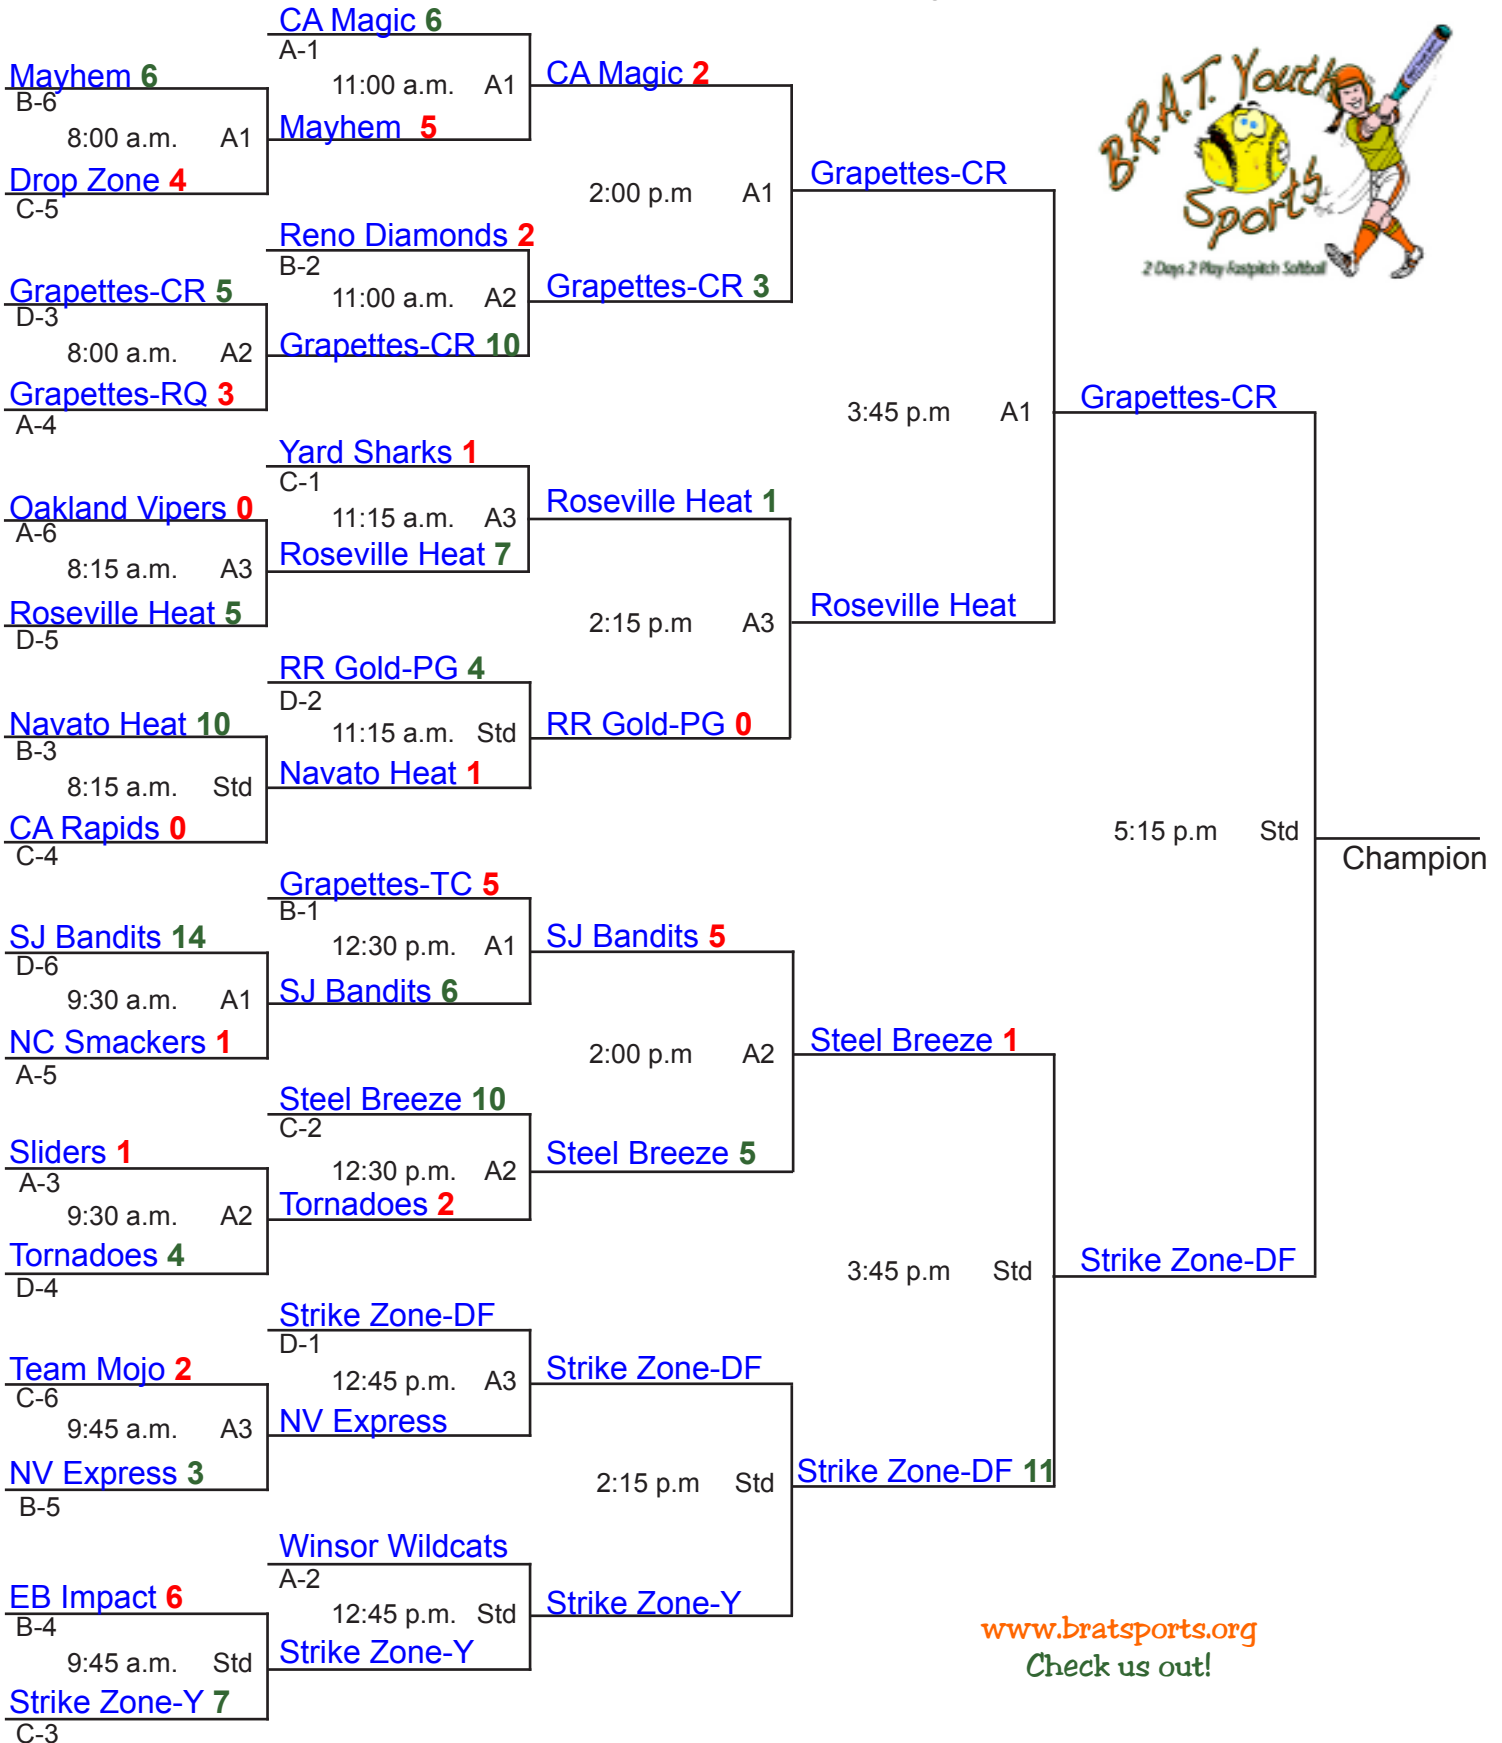 CA Magic 6
A-1
11:00 a.m. A1
Mayhem 5
Mayhem 6
B-6
8:00 a.m. A1
Drop Zone 4
C-5
CA Magic 2
2:00 p.m A1
Grapettes-CR 3
Reno Diamonds 2
B-2
11:00 a.m. A2
Grapettes-CR 10
Grapettes-CR 5
D-3
8:00 a.m. A2
Grapettes-RQ 3
A-4
Grapettes-CR
3:45 p.m A1
Roseville Heat
Yard Sharks 1
C-1
11:15 a.m. A3
Roseville Heat 7
Oakland Vipers 0
A-6
8:15 a.m. A3
Roseville Heat 5
D-5
Roseville Heat 1
2:15 p.m A3
RR Gold-PG 0
RR Gold-PG 4
D-2
11:15 a.m. Std
Navato Heat 1
Navato Heat 10
B-3
8:15 a.m. Std
CA Rapids 0
C-4
Grapettes-CR
5:15 p.m Std
Strike Zone-DF
Champion
Grapettes-TC 5
B-1
12:30 p.m. A1
SJ Bandits 6
SJ Bandits 14
D-6
9:30 a.m. A1
NC Smackers 1
A-5
SJ Bandits 5
2:00 p.m A2
Steel Breeze 5
Steel Breeze 10
C-2
12:30 p.m. A2
Tornadoes 2
Sliders 1
A-3
9:30 a.m. A2
Tornadoes 4
D-4
Steel Breeze 1
3:45 p.m Std
Strike Zone-DF 11
Strike Zone-DF
D-1
12:45 p.m. A3
NV Express
Team Mojo 2
C-6
9:45 a.m. A3
NV Express 3
B-5
Strike Zone-DF
2:15 p.m Std
Strike Zone-Y
Winsor Wildcats
A-2
12:45 p.m. Std
Strike Zone-Y
EB Impact 6
B-4
9:45 a.m. Std
Strike Zone-Y 7
C-3
B.R.A.T. Youth
Sports
2 Days 2 Play Fastpitch Softball
www.bratsports.org
Check us out!